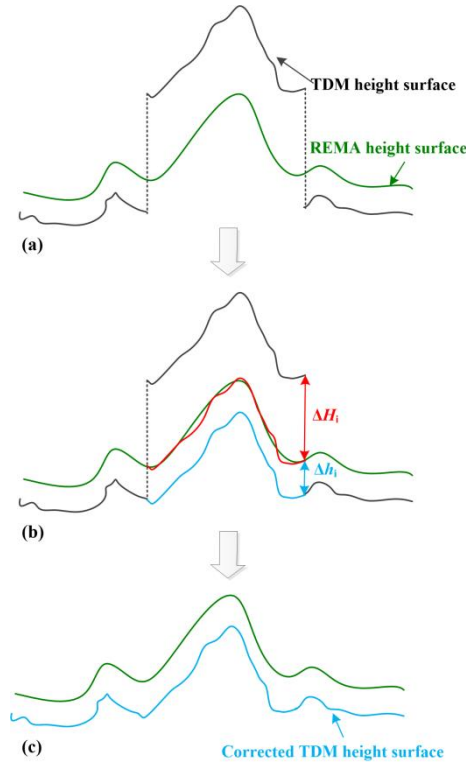 TDM height surface
REMA height surface
(a)
ΔHᵢ
Δhᵢ
(b)
(c)
Corrected TDM height surface